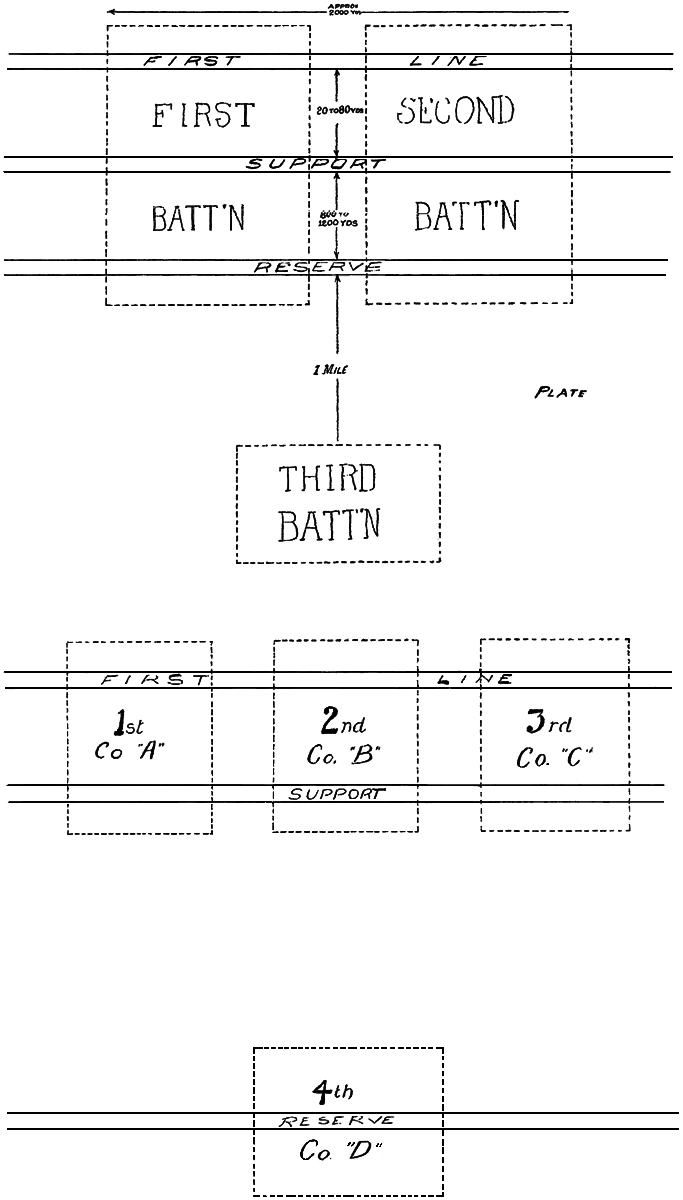 APPROX
2000 YDS
FIRST LINE
FIRST
20 TO 80 YDS
SECOND
SUPPORT
BATT'N
800 TO
1200 YDS
BATT'N
RESERVE
1 MILE
PLATE
THIRD
BATT'N
FIRST LINE
1st
Co "A"
2nd
Co. "B"
3rd
Co. "C"
SUPPORT
4th
RESERVE
Co. "D"